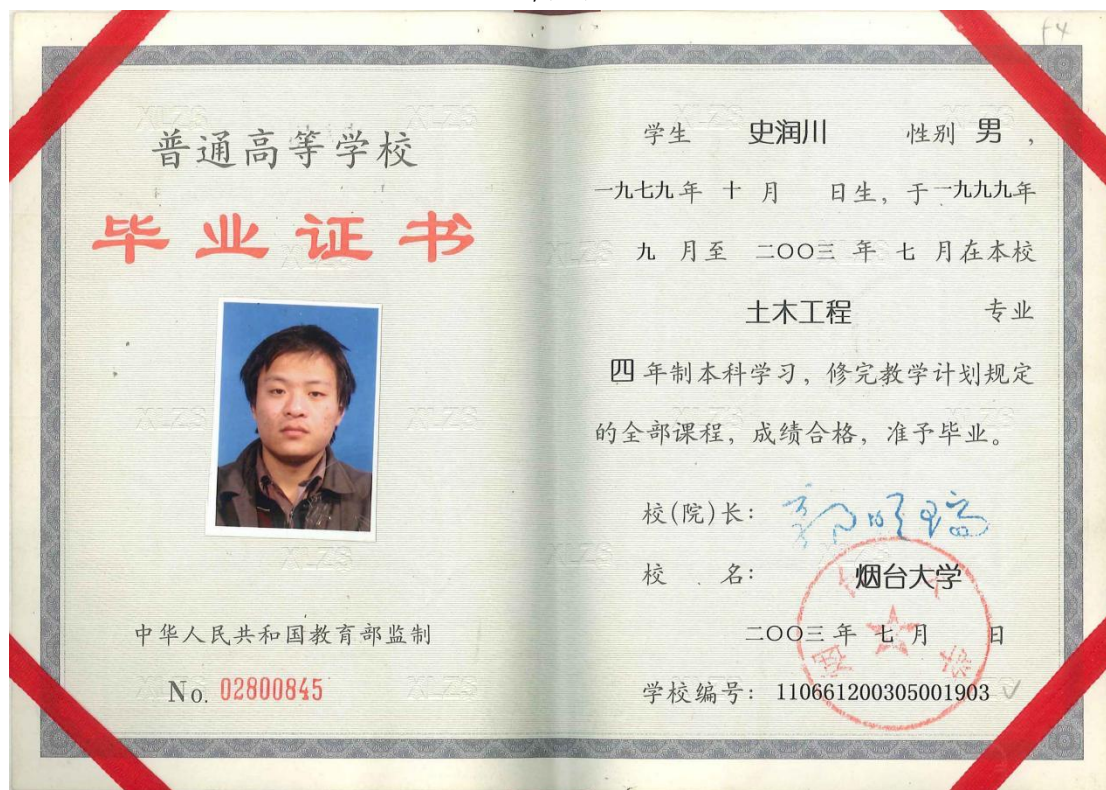 普通高等学校
毕业证书
中华人民共和国教育部监制
No. 02800845
学生 史润川 性别 男，
一九七九年 十 月 日生，于 一九九九年
九 月至 二〇〇三 年 七 月在本校
土木工程 专业
四 年制本科学习，修完教学计划规定
的全部课程，成绩合格，准予毕业。
校(院)长：
校 名： 烟台大学
二〇〇三 年 七 月 日
学校编号： 110661200305001903